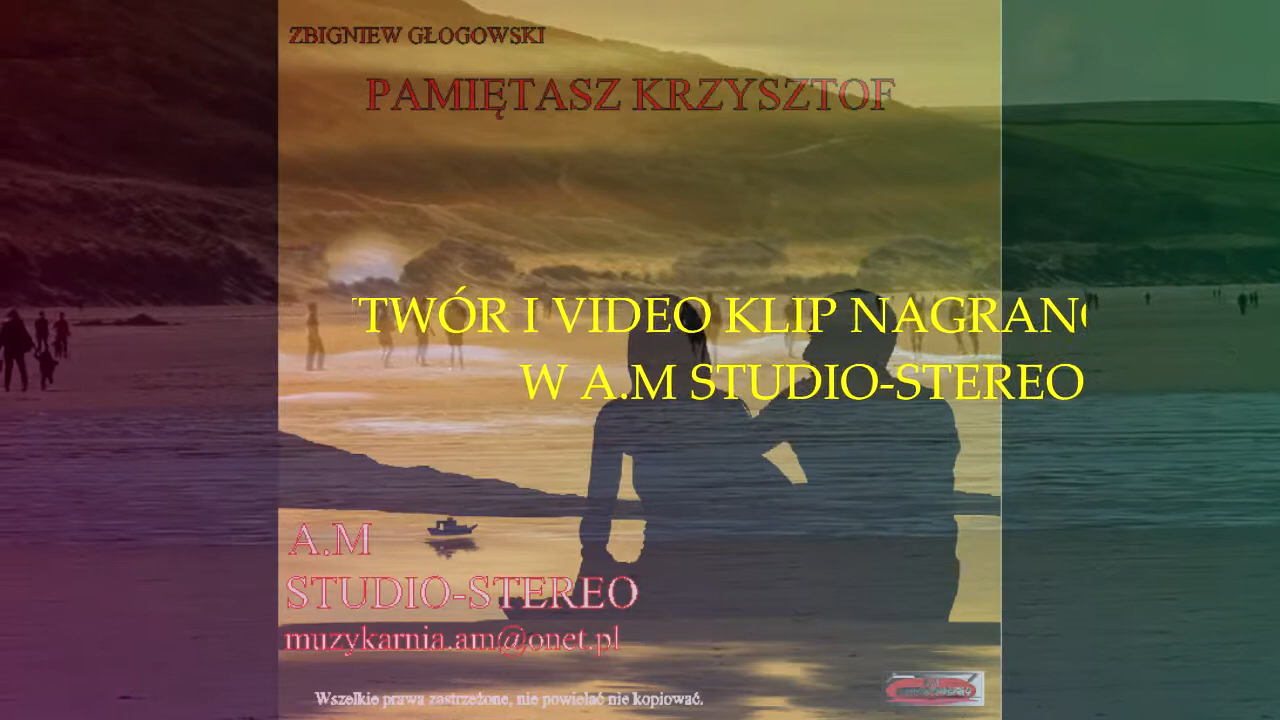 ZBIGNIEW GŁOGOWSKI
PAMIĘTASZ KRZYSZTOF
TWÓR I VIDEO KLIP NAGRANO
W A.M STUDIO-STEREO
A.M
STUDIO-STEREO
muzykarnia.am@onet.pl
Wszelkie prawa zastrzeżone, nie powielać nie kopiować.